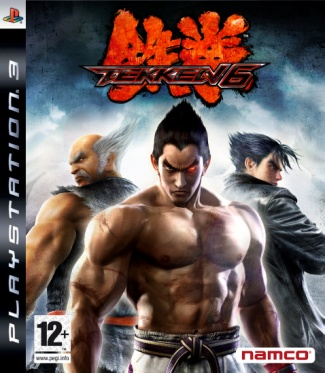 PLAYSTATION 3
鉄拳
TEKKEN 6
12+
www.pegi.info
namco